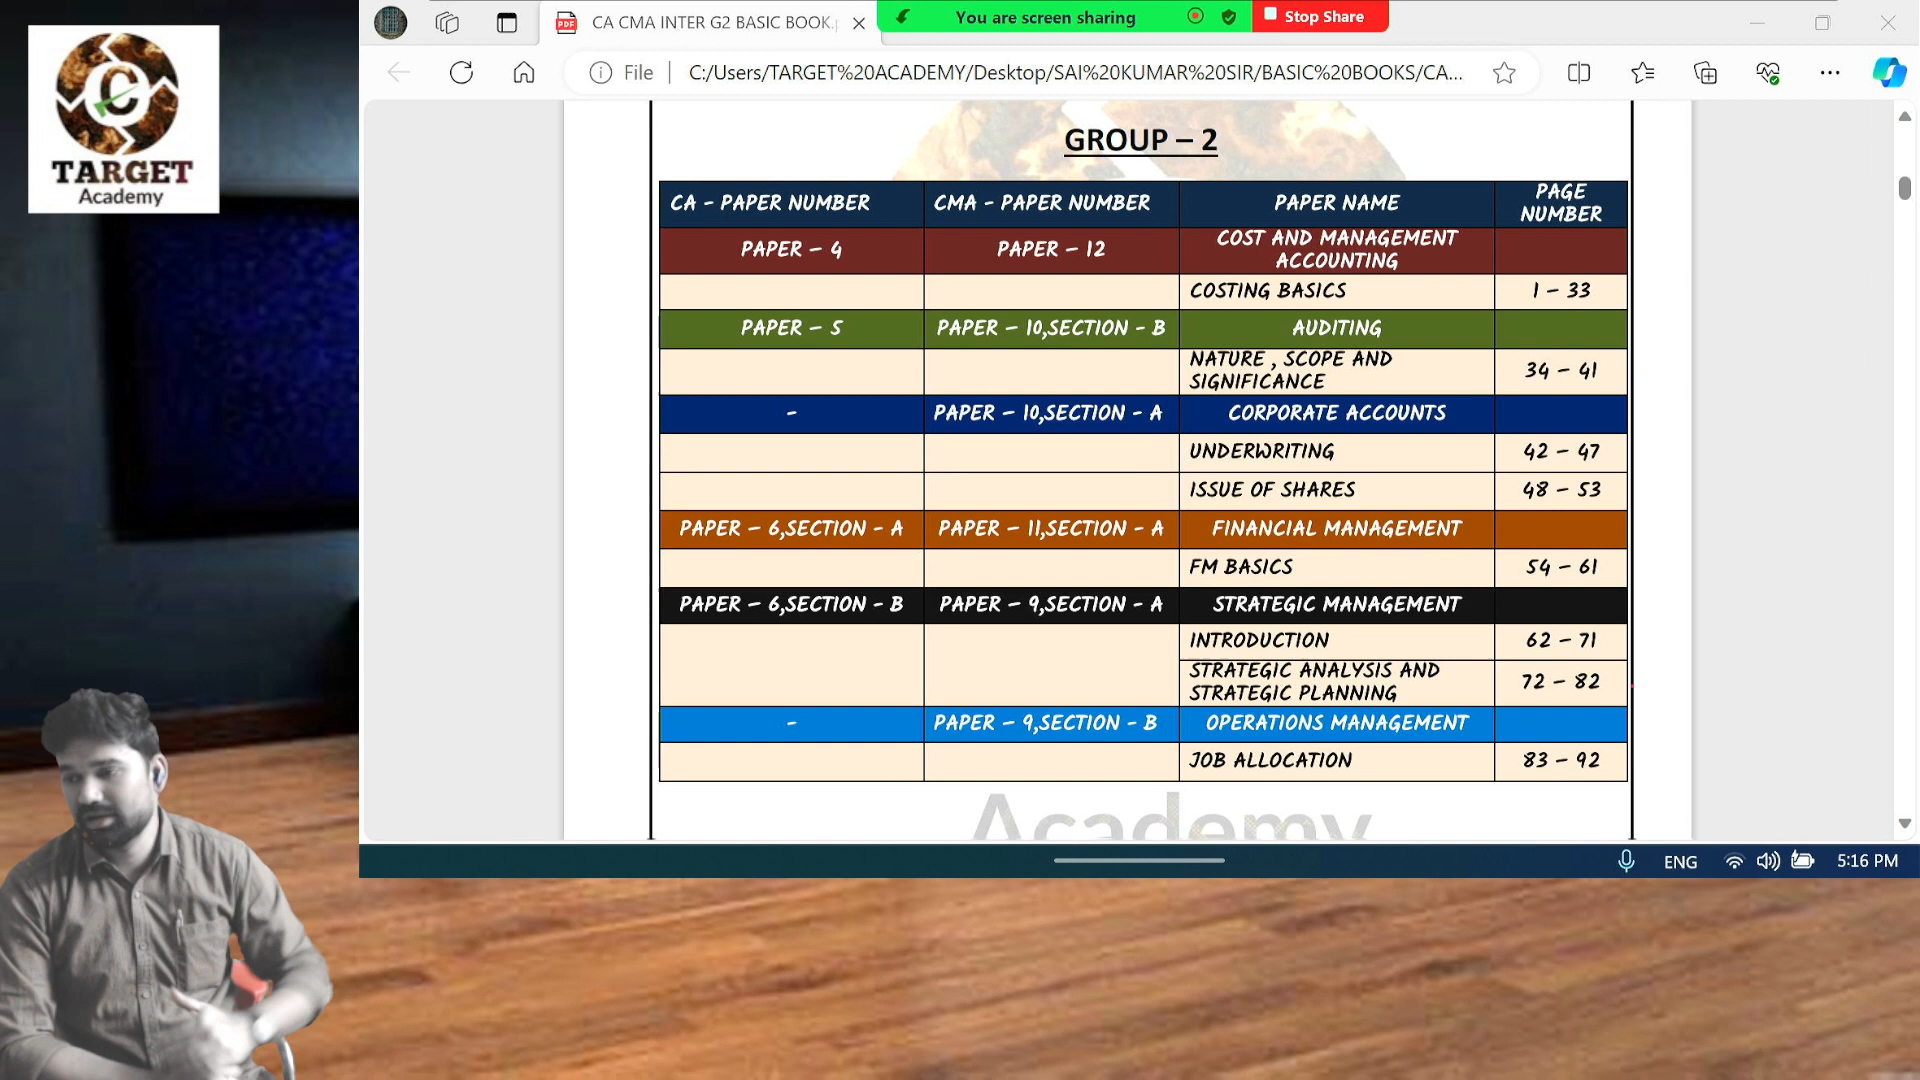 TARGET
Academy
CA CMA INTER G2 BASIC BOOK.
You are screen sharing
Stop Share
File
C:/Users/TARGET%20ACADEMY/Desktop/SAI%20KUMAR%20SIR/BASIC%20BOOKS/CA...
GROUP – 2
CA - PAPER NUMBER CMA - PAPER NUMBER PAPER NAME PAGE NUMBER
PAPER – 4 PAPER – 12 COST AND MANAGEMENT ACCOUNTING
COSTING BASICS 1 – 33
PAPER – 5 PAPER – 10,SECTION - B AUDITING
NATURE , SCOPE AND SIGNIFICANCE 34 – 41
- PAPER – 10,SECTION - A CORPORATE ACCOUNTS
UNDERWRITING 42 – 47
ISSUE OF SHARES 48 – 53
PAPER – 6,SECTION - A PAPER – 11,SECTION - A FINANCIAL MANAGEMENT
FM BASICS 54 – 61
PAPER – 6,SECTION - B PAPER – 9,SECTION - A STRATEGIC MANAGEMENT
INTRODUCTION 62 – 71
STRATEGIC ANALYSIS AND STRATEGIC PLANNING 72 – 82
- PAPER – 9,SECTION - B OPERATIONS MANAGEMENT
JOB ALLOCATION 83 – 92
Academy
ENG
5:16 PM